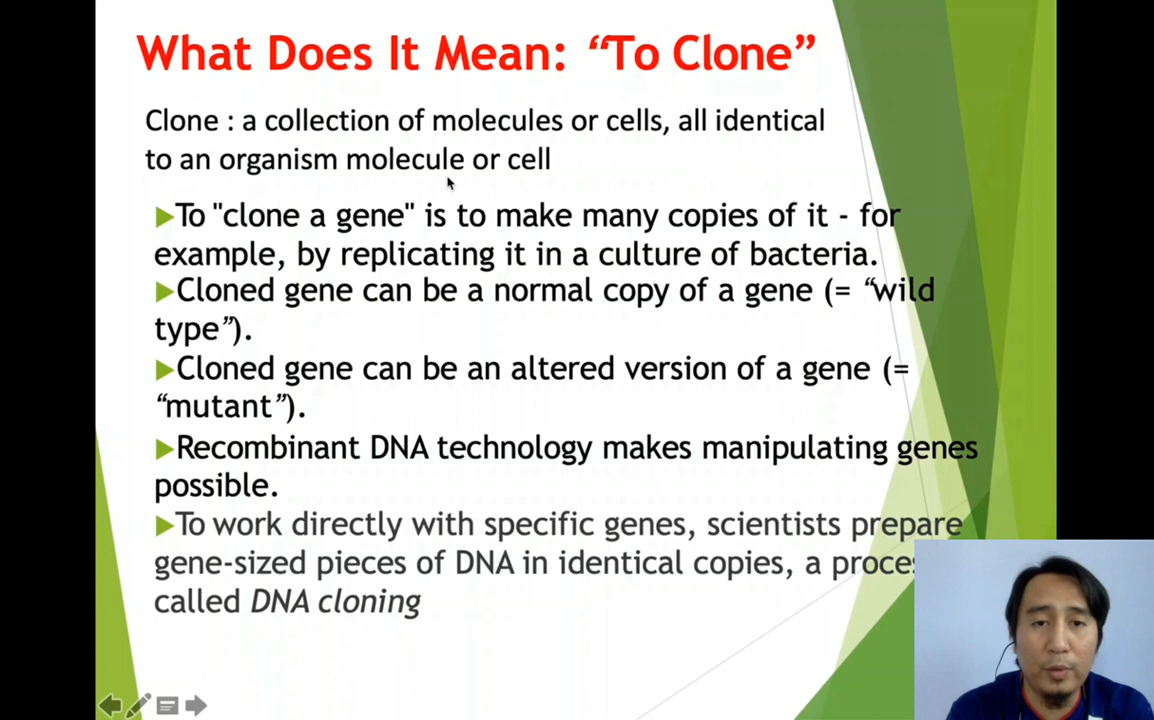 What Does It Mean: “To Clone”
Clone : a collection of molecules or cells, all identical
to an organism molecule or cell
To "clone a gene" is to make many copies of it - for
example, by replicating it in a culture of bacteria.
Cloned gene can be a normal copy of a gene (= “wild
type”).
Cloned gene can be an altered version of a gene (=
“mutant”).
Recombinant DNA technology makes manipulating genes
possible.
To work directly with specific genes, scientists prepare
gene-sized pieces of DNA in identical copies, a
called DNA cloning